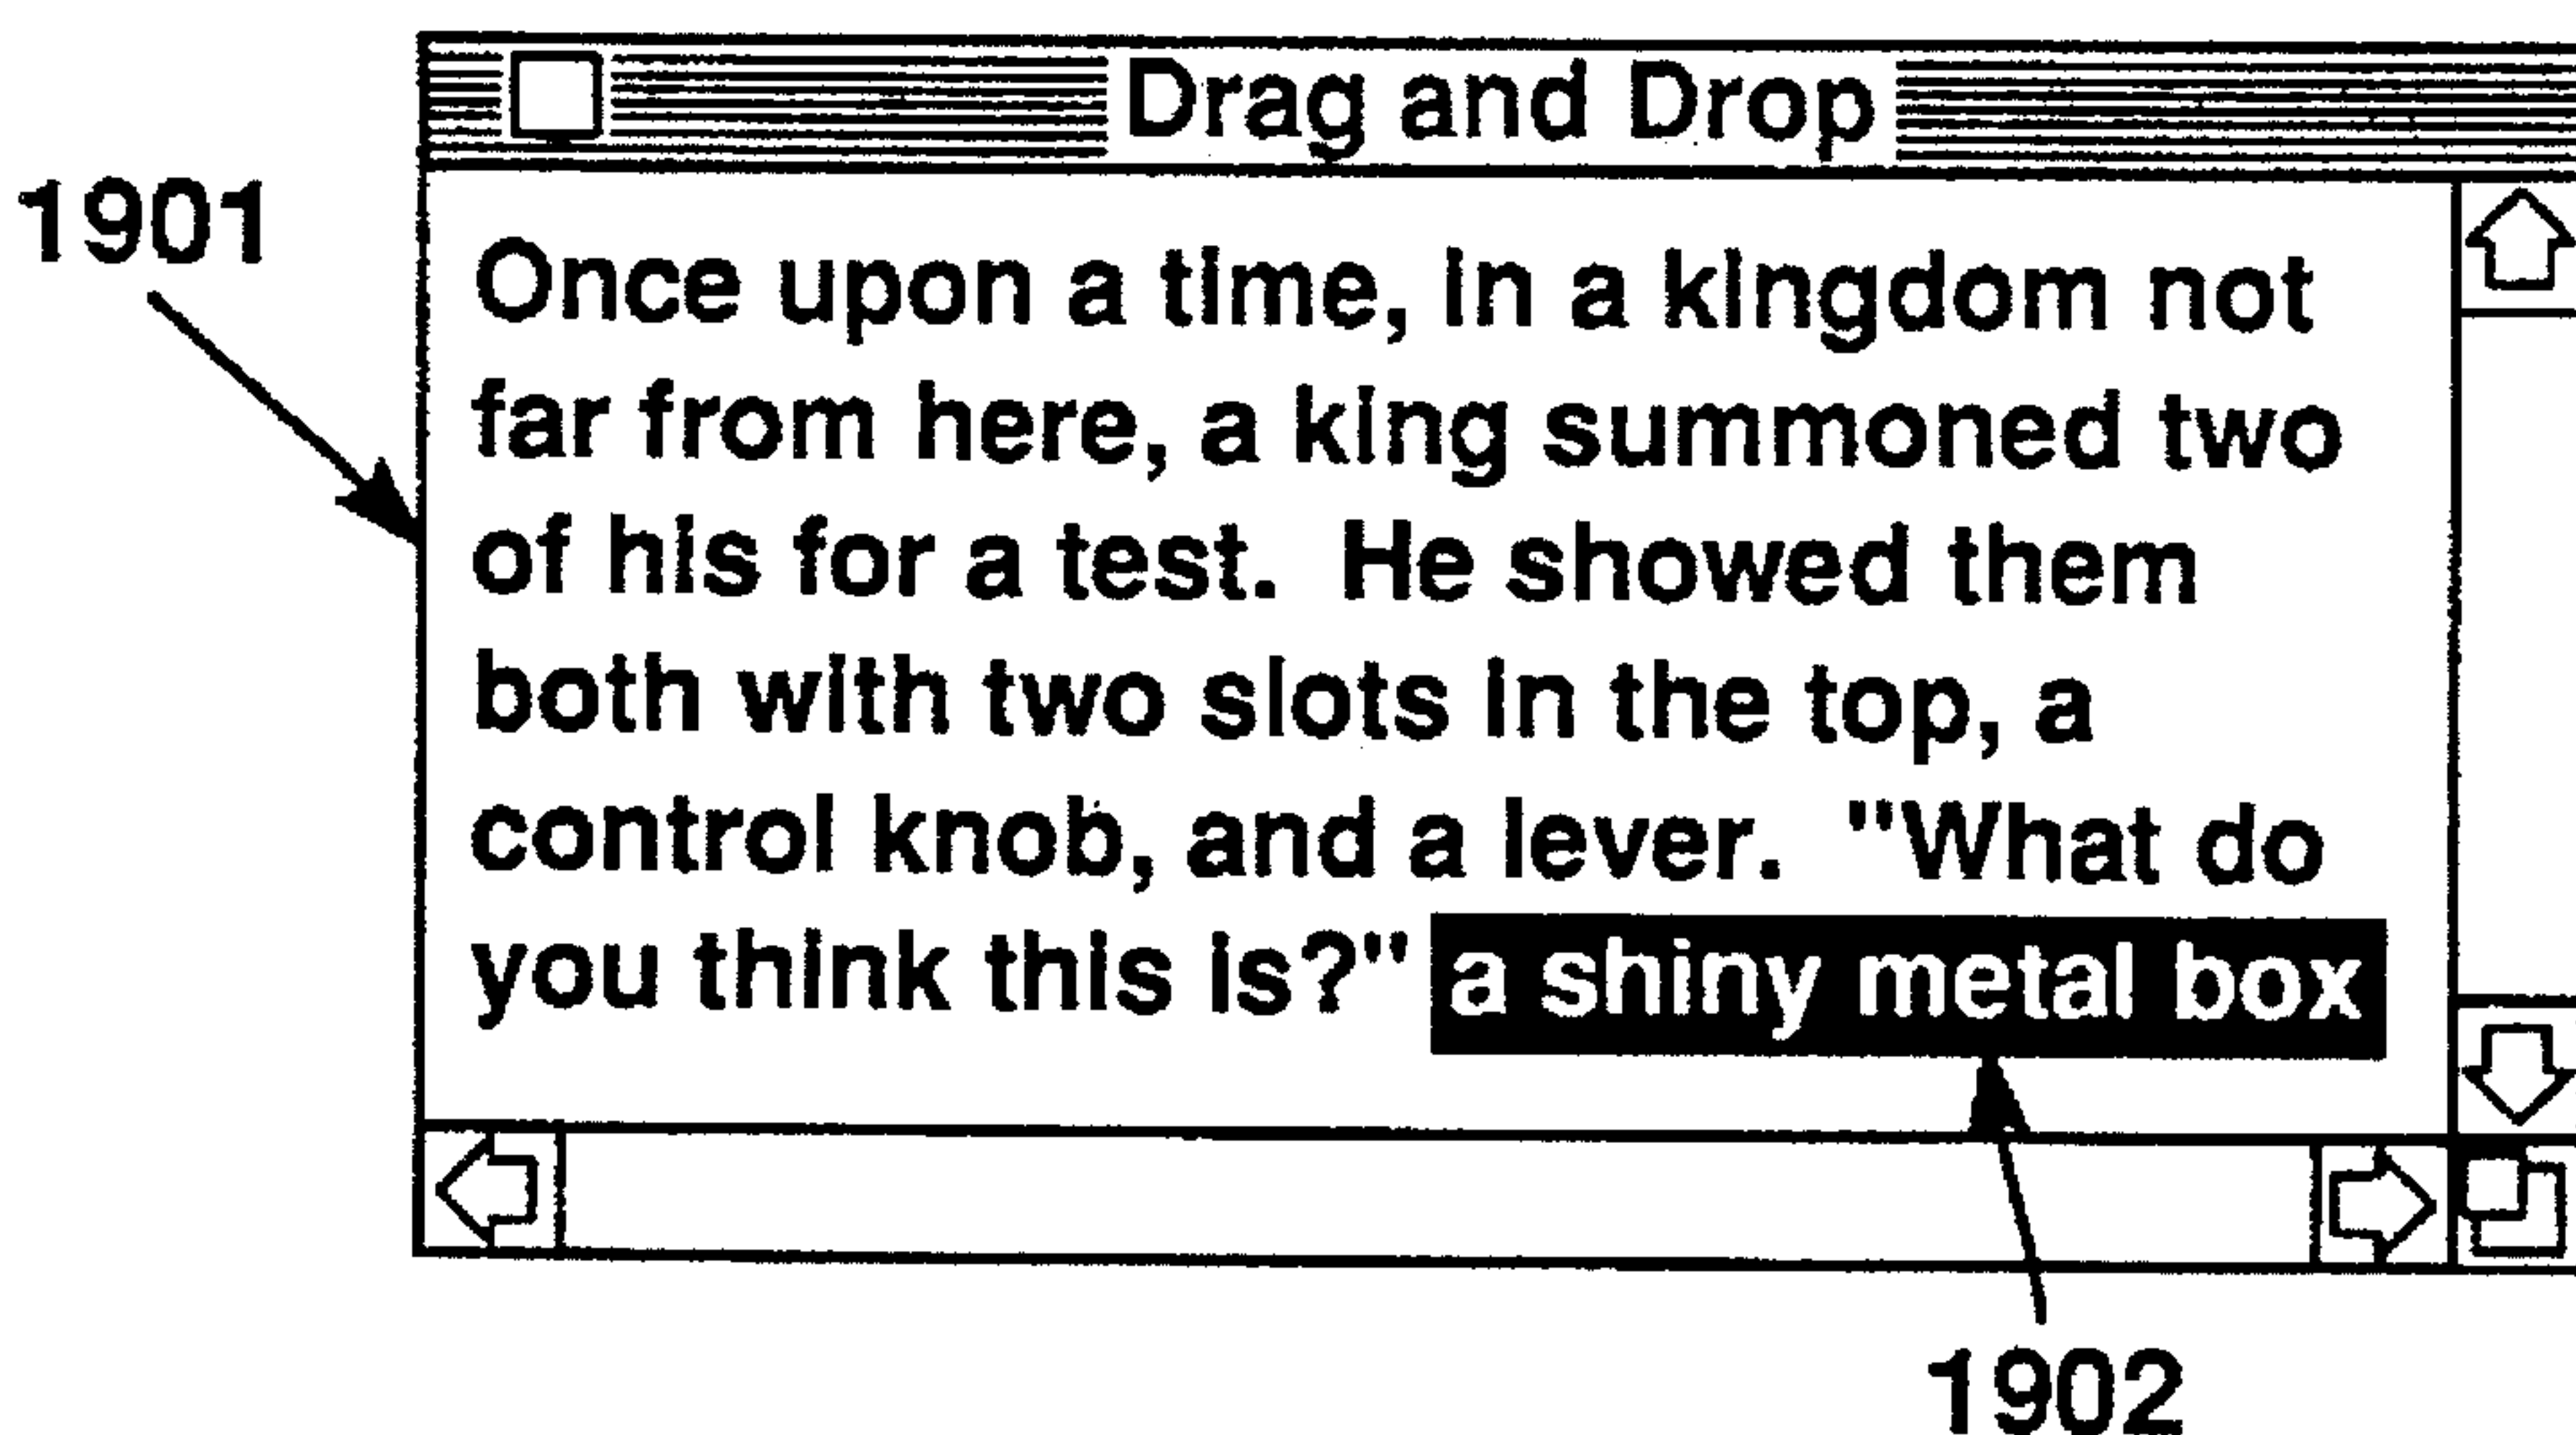 Drag and Drop
1901
Once upon a time, in a kingdom not
far from here, a king summoned two
of his for a test.  He showed them
both with two slots in the top, a
control knob, and a lever.  "What do
you think this is?" a shiny metal box
1902